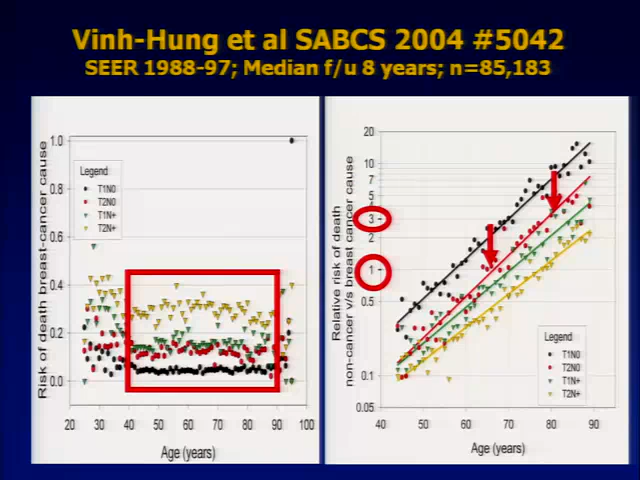 Vinh-Hung et al SABCS 2004 #5042
SEER 1988-97; Median f/u 8 years; n=85,183
Risk of death breast-cancer cause
1.0
0.8
0.6
0.4
0.2
0.0
Legend
T1N0
T2N0
T1N+
T2N+
20 30 40 50 60 70 80 90 100
Age (years)
Relative risk of death
non-cancer v/s breast cancer cause
20
10
7
5
4
3
2
1
0.5
0.1
0.05
Legend
T1N0
T2N0
T1N+
T2N+
40 50 60 70 80 90
Age (years)